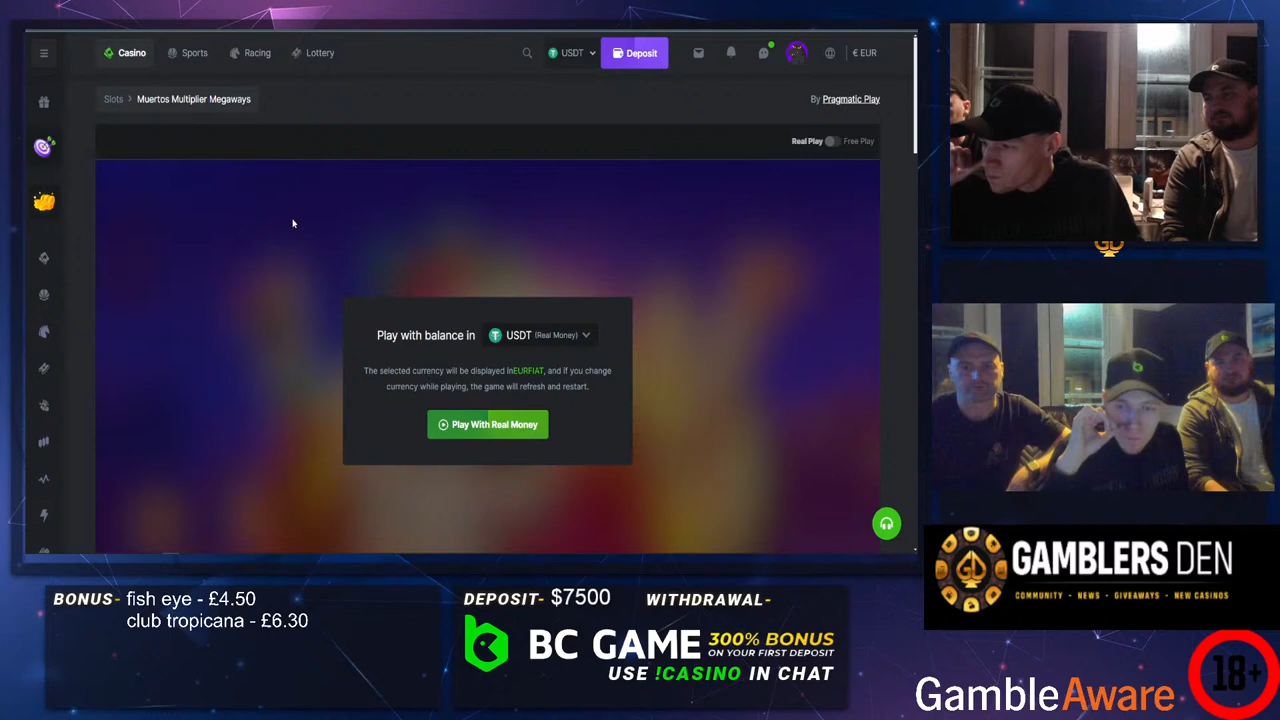 Casino
Sports
Racing
Lottery
USDT
Deposit
€ EUR
Slots > Muertos Multiplier Megaways
By Pragmatic Play
Real Play
Free Play
Play with balance in USDT (Real Money)
The selected currency will be displayed inEURFIAT, and if you change
currency while playing, the game will refresh and restart.
Play With Real Money
GD
GAMBLERS DEN
COMMUNITY - NEWS - GIVEAWAYS - NEW CASINOS
BONUS- fish eye - £4.50
club tropicana - £6.30
DEPOSIT- $7500
WITHDRAWAL-
BC GAME
300% BONUS
ON YOUR FIRST DEPOSIT
USE !CASINO IN CHAT
GambleAware
18+